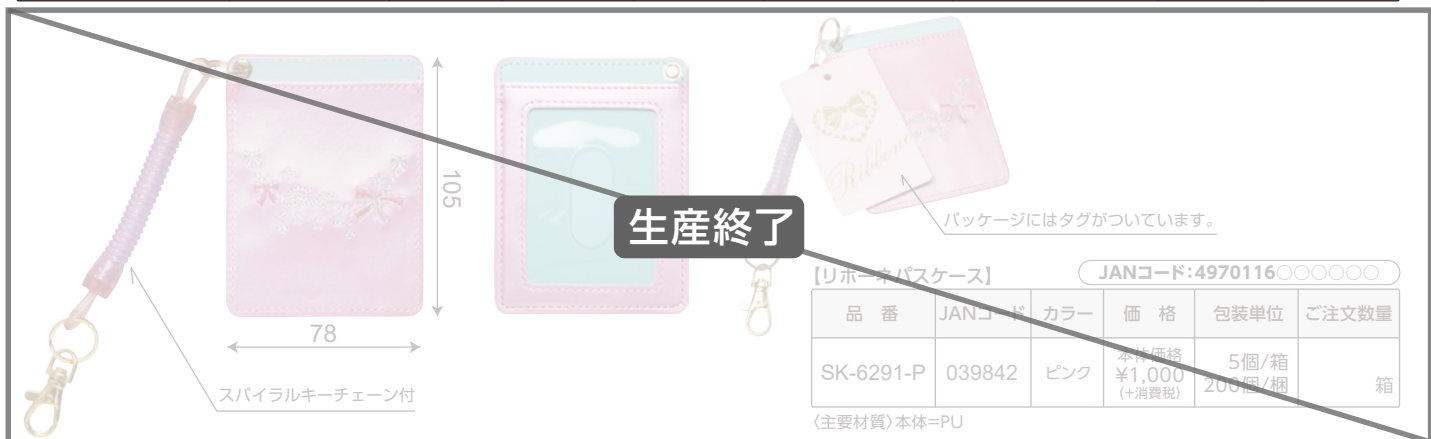 105
78
スパイラルキーチェーン付
生産終了
Ribbone
パッケージにはタグがついています。
【リボーネパスケース】
JANコード:4970116○○○○○○
品 番 JANコード カラー 価 格 包装単位 ご注文数量
SK-6291-P 039842 ピンク 本体価格 ¥1,000 (+消費税) 5個/箱 200個/梱 箱
〈主要材質〉本体=PU